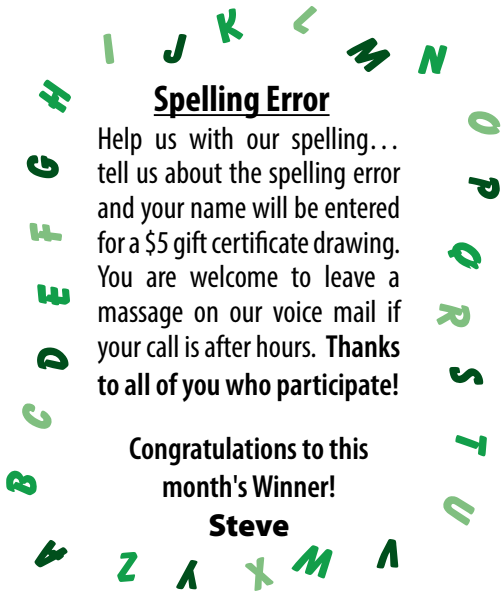 I J K L M N
H
G
F
E
D
C
B
A
O
P
Q
R
S
T
U
Z Y X W V
Spelling Error
Help us with our spelling…
tell us about the spelling error
and your name will be entered
for a $5 gift certificate drawing.
You are welcome to leave a
massage on our voice mail if
your call is after hours. Thanks
to all of you who participate!
Congratulations to this
month's Winner!
Steve